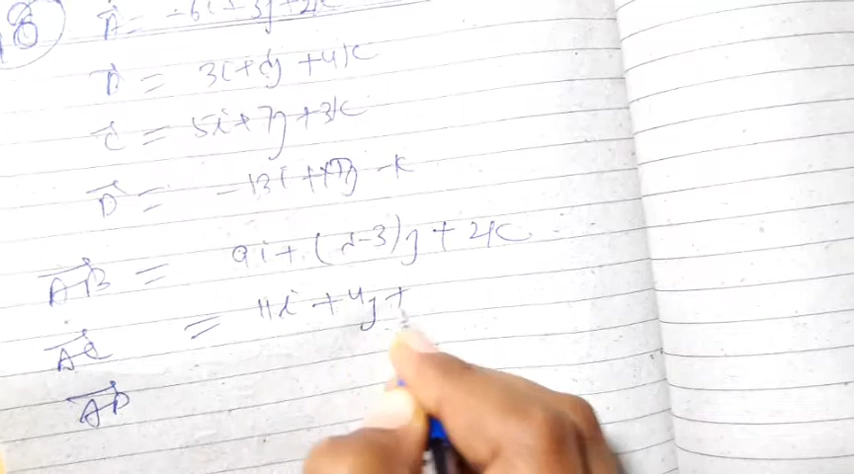 18
A = -6i + 3j + 2k
B = 3i + λj + 4k
C = 5i + 7j + 3k
D = -13i + 17j - k
AB = 9i + (λ-3)j + 2k
AC = 11i + 4j +
AD